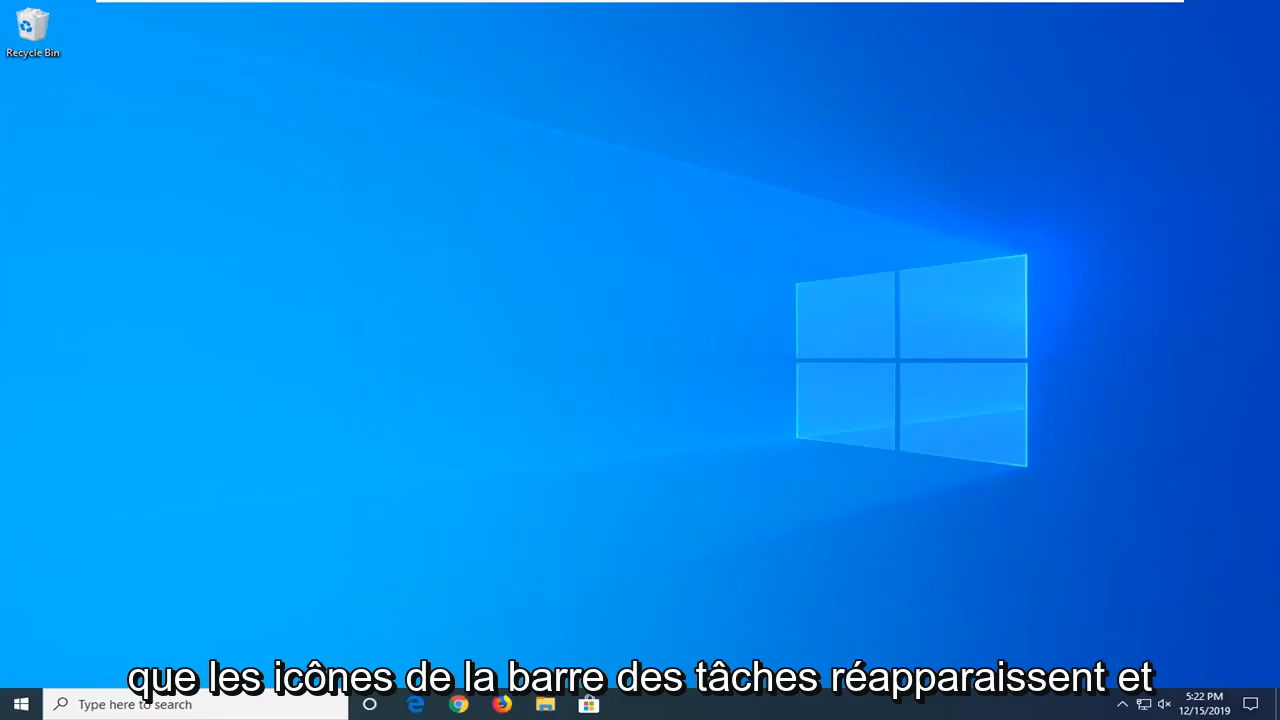 Recycle Bin
que les icônes de la barre des tâches réapparaissent et
Type here to search
5:22 PM
12/15/2019